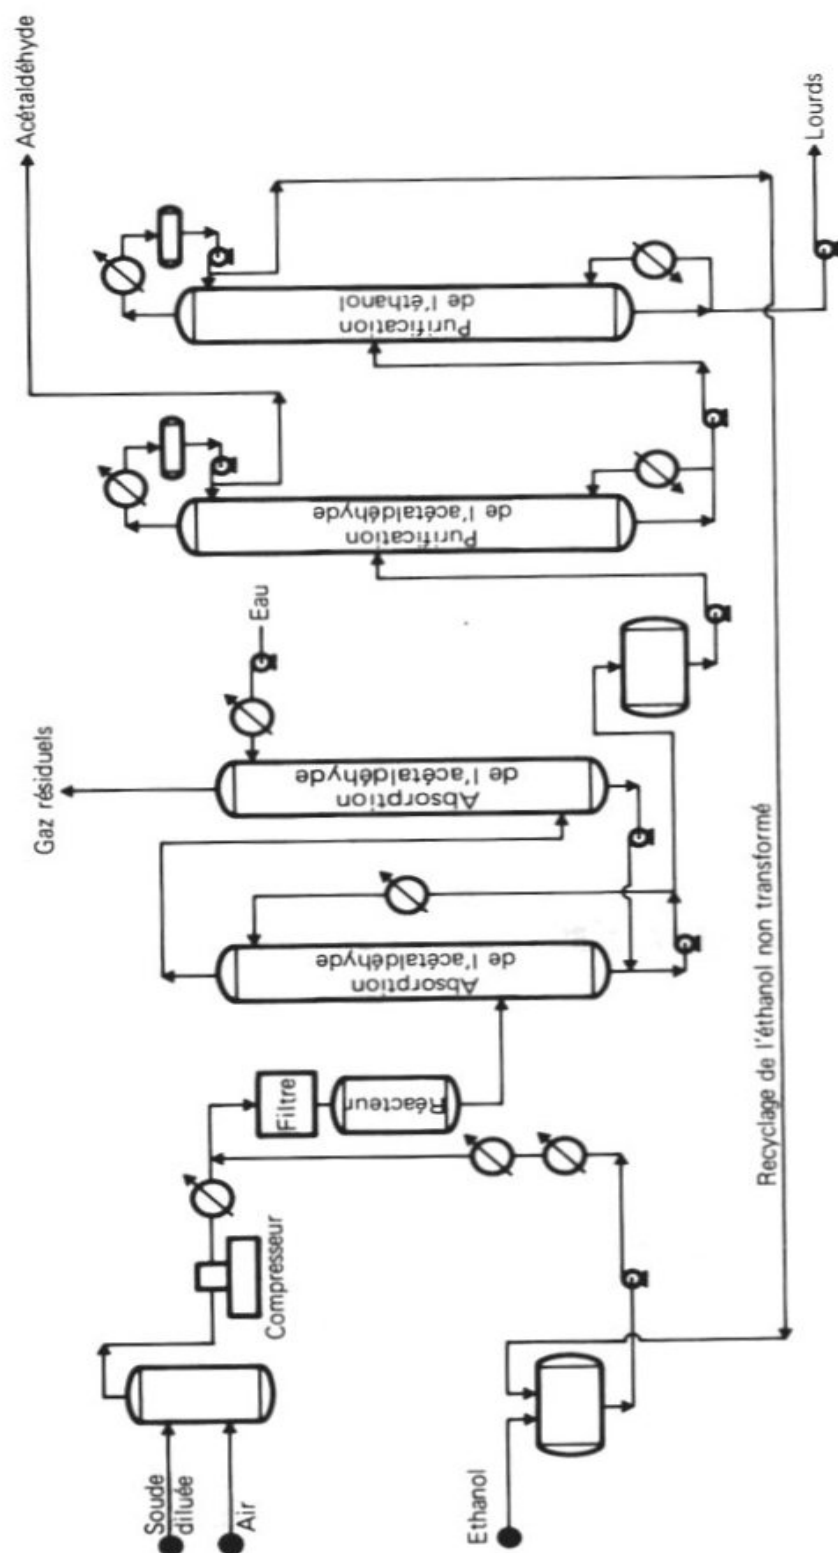 Soude
diluée
Air
Ethanol
Compresseur
Filtre
Réacteur
Absorption
de l'acétaldéhyde
Gaz résiduels
Absorption
de l'acétaldéhyde
Eau
Purification
de l'acétaldéhyde
Acétaldéhyde
Purification
de l'éthanol
Lourds
Recyclage de l'éthanol non transformé